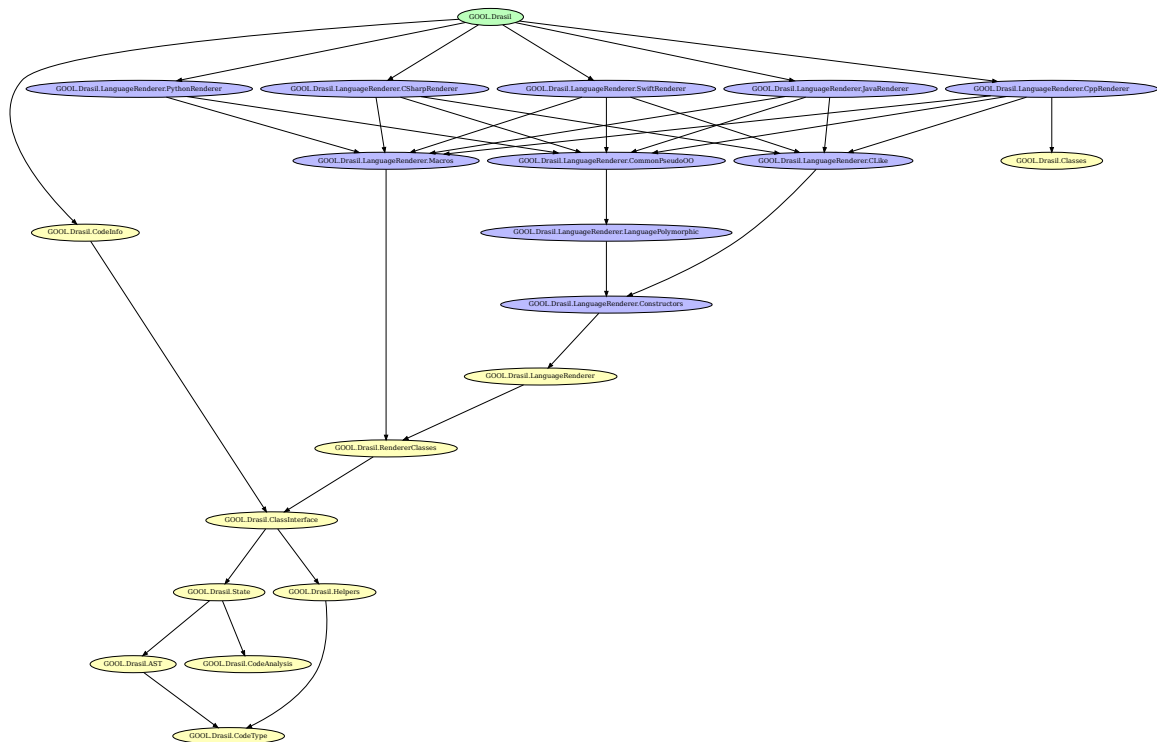 GOOL.Drasil
GOOL.Drasil.LanguageRenderer.PythonRenderer
GOOL.Drasil.LanguageRenderer.CSharpRenderer
GOOL.Drasil.LanguageRenderer.SwiftRenderer
GOOL.Drasil.LanguageRenderer.JavaRenderer
GOOL.Drasil.LanguageRenderer.CppRenderer
GOOL.Drasil.LanguageRenderer.Macros
GOOL.Drasil.LanguageRenderer.CommonPseudoOO
GOOL.Drasil.LanguageRenderer.CLike
GOOL.Drasil.Classes
GOOL.Drasil.CodeInfo
GOOL.Drasil.LanguageRenderer.LanguagePolymorphic
GOOL.Drasil.LanguageRenderer.Constructors
GOOL.Drasil.LanguageRenderer
GOOL.Drasil.RendererClasses
GOOL.Drasil.ClassInterface
GOOL.Drasil.State
GOOL.Drasil.Helpers
GOOL.Drasil.AST
GOOL.Drasil.CodeAnalysis
GOOL.Drasil.CodeType